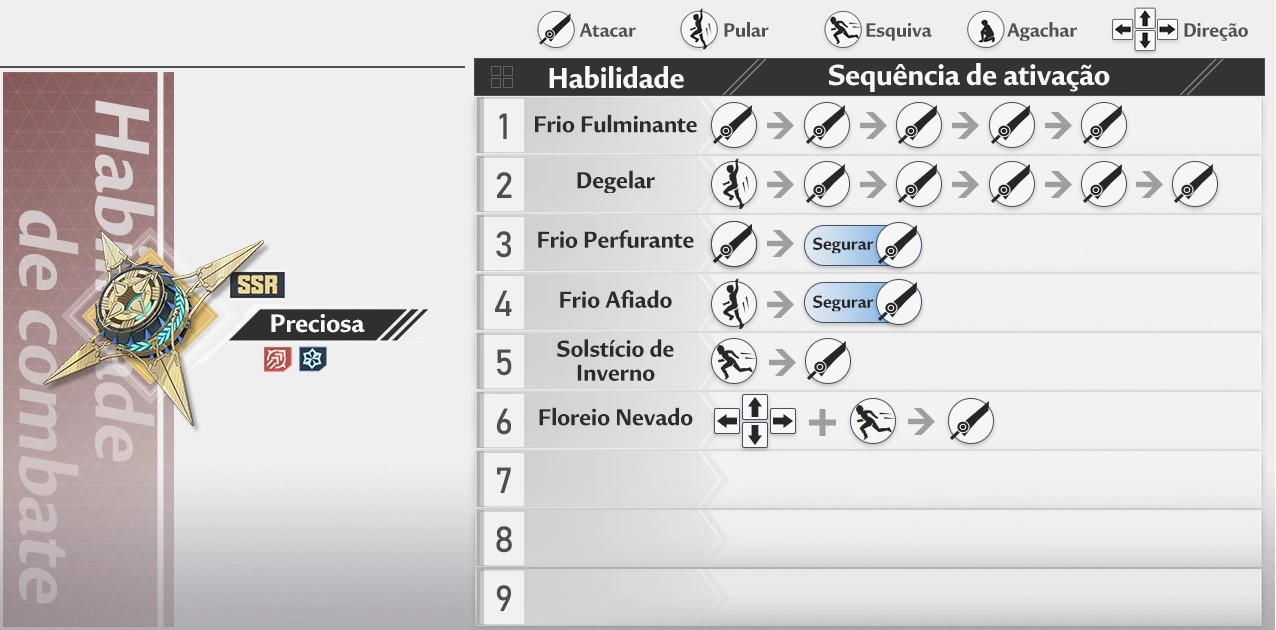 Atacar
Pular
Esquiva
Agachar
Direção
Habilidade
Sequência de ativação
Habilidade
de combate
SSR
Preciosa
1 Frio Fulminante
2 Degelar
3 Frio Perfurante Segurar
4 Frio Afiado Segurar
5 Solstício de
Inverno
6 Floreio Nevado
7
8
9